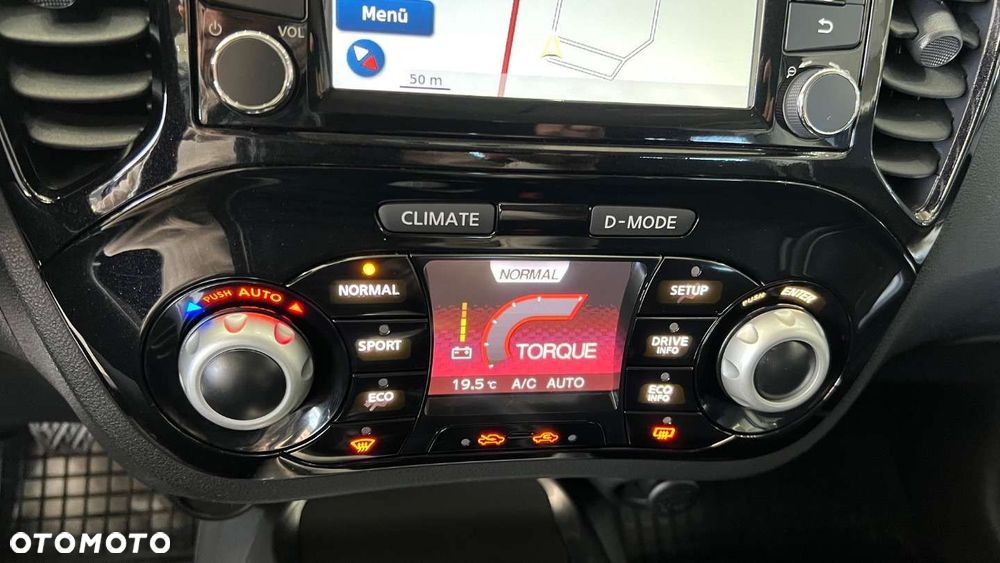 VOL
Menü
50 m
CLIMATE
D-MODE
PUSH AUTO
NORMAL
SPORT
ECO
NORMAL
TORQUE
19.5°C A/C AUTO
SETUP
DRIVE
INFO
ECO
INFO
PUSH ENTER
OTOMOTO